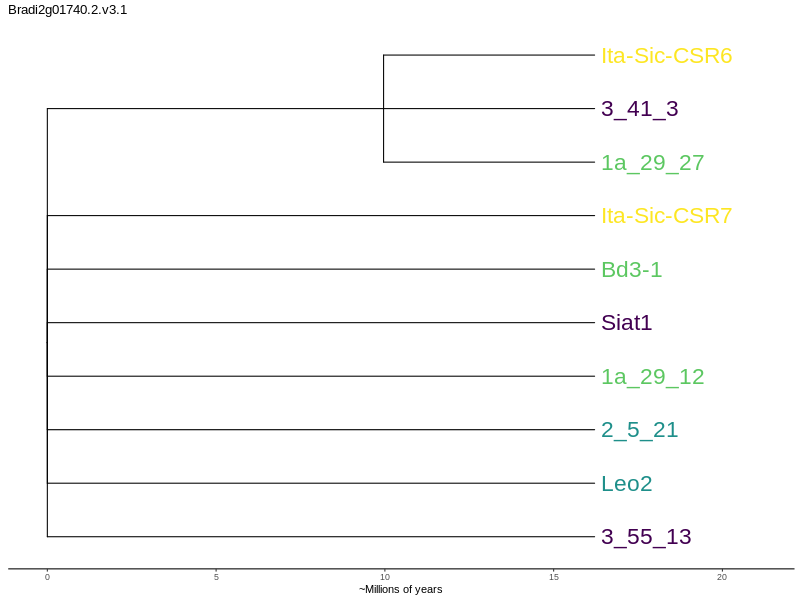 Bradi2g01740.2.v3.1
Ita-Sic-CSR6
3_41_3
1a_29_27
Ita-Sic-CSR7
Bd3-1
Siat1
1a_29_12
2_5_21
Leo2
3_55_13
0 5 10 15 20
~Millions of years